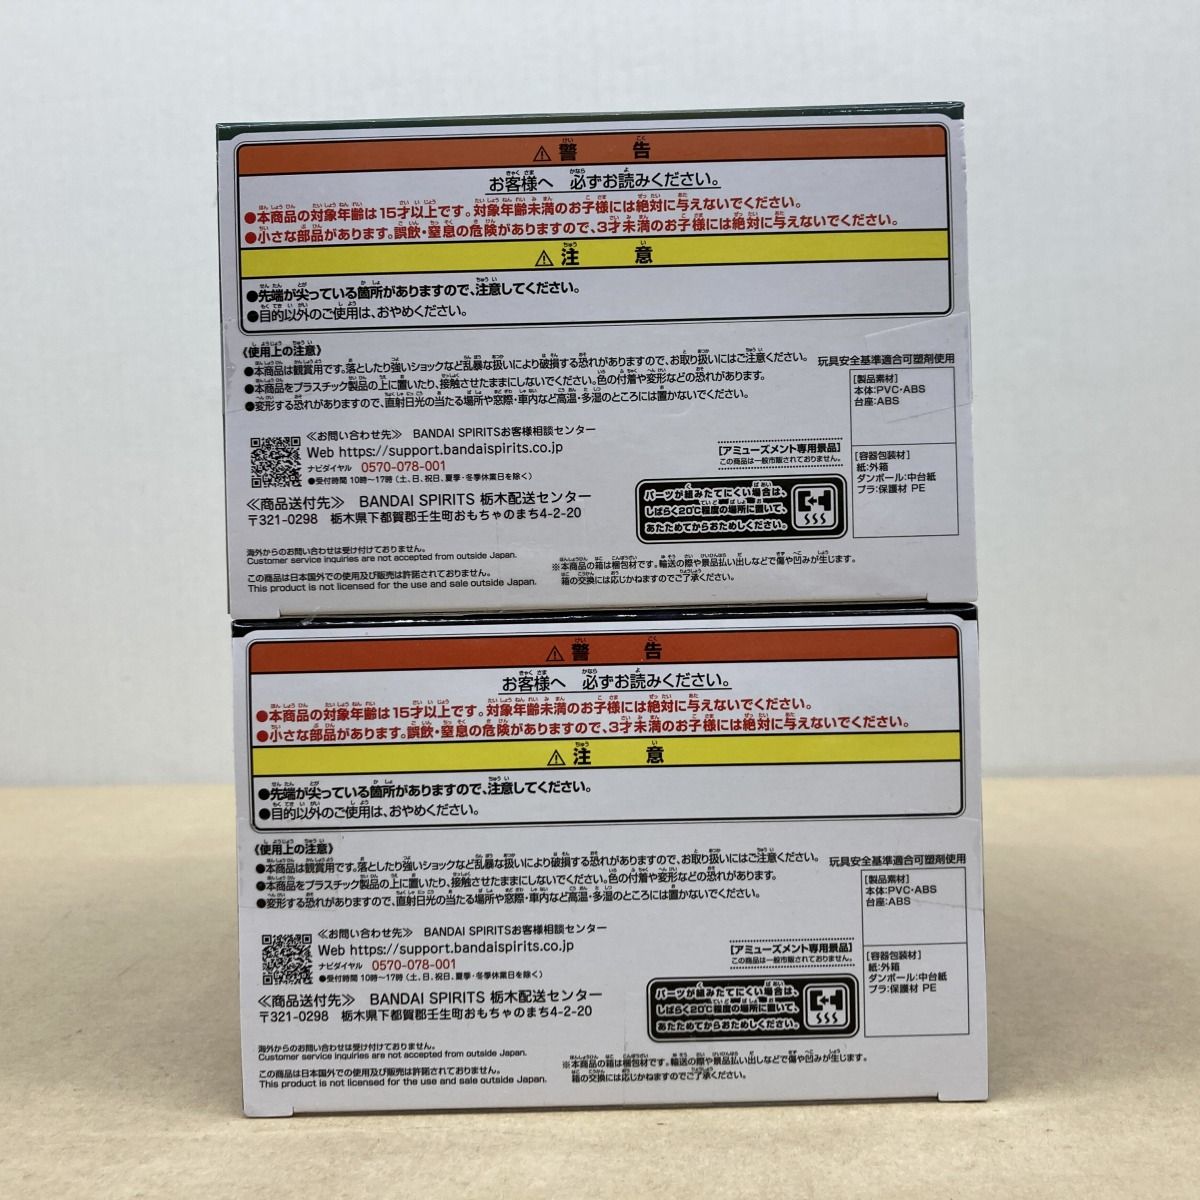 ⚠警告
お客様へ 必ずお読みください。
●本商品の対象年齢は15才以上です。対象年齢未満のお子様には絶対に与えないでください。
●小さな部品があります。誤飲・窒息の危険がありますので、3才未満のお子様には絶対に与えないでください。
⚠注意
●先端が尖っている箇所がありますので、注意してください。
●目的以外のご使用は、おやめください。
《使用上の注意》
●本商品は観賞用です。落としたり強いショックなど乱暴な扱いにより破損する恐れがありますので、お取り扱いにはご注意ください。
●本商品をプラスチック製品の上に置いたり、接触させたままにしないでください。色の付着や変形などの恐れがあります。
●変形する恐れがありますので、直射日光の当たる場所や窓際・車内など高温・多湿のところには置かないでください。
玩具安全基準適合可塑剤使用
[製品素材]
本体:PVC・ABS
台座:ABS
[容器包装材]
紙:外箱
ダンボール:中台紙
プラ:保護材 PE
≪お問い合わせ先≫ BANDAI SPIRITSお客様相談センター
Web https://support.bandaispirits.co.jp
ナビダイヤル 0570-078-001
●受付時間 10時〜17時(土、日、祝日、夏季・冬季休業日を除く)
≪商品送付先≫ BANDAI SPIRITS 栃木配送センター
〒321-0298 栃木県下都賀郡壬生町おもちゃのまち4-2-20
[アミューズメント専用景品]
この商品は一般市販されておりません。
パーツが組みたてにくい場合は、
しばらく20℃程度の場所に置いて、
あたためてからおためしください。
海外からのお問い合わせは受け付けておりません。
Customer service inquiries are not accepted from outside Japan.
この商品は日本国外での使用及び販売は許諾されておりません。
This product is not licensed for the use and sale outside Japan.
※本商品の箱は梱包材です。輸送の際や景品払い出しなどで傷や凹みが生じます。
箱の交換には応じかねますのでご了承ください。
⚠警告
お客様へ 必ずお読みください。
●本商品の対象年齢は15才以上です。対象年齢未満のお子様には絶対に与えないでください。
●小さな部品があります。誤飲・窒息の危険がありますので、3才未満のお子様には絶対に与えないでください。
⚠注意
●先端が尖っている箇所がありますので、注意してください。
●目的以外のご使用は、おやめください。
《使用上の注意》
●本商品は観賞用です。落としたり強いショックなど乱暴な扱いにより破損する恐れがありますので、お取り扱いにはご注意ください。
●本商品をプラスチック製品の上に置いたり、接触させたままにしないでください。色の付着や変形などの恐れがあります。
●変形する恐れがありますので、直射日光の当たる場所や窓際・車内など高温・多湿のところには置かないでください。
玩具安全基準適合可塑剤使用
[製品素材]
本体:PVC・ABS
台座:ABS
[容器包装材]
紙:外箱
ダンボール:中台紙
プラ:保護材 PE
≪お問い合わせ先≫ BANDAI SPIRITSお客様相談センター
Web https://support.bandaispirits.co.jp
ナビダイヤル 0570-078-001
●受付時間 10時〜17時(土、日、祝日、夏季・冬季休業日を除く)
≪商品送付先≫ BANDAI SPIRITS 栃木配送センター
〒321-0298 栃木県下都賀郡壬生町おもちゃのまち4-2-20
[アミューズメント専用景品]
この商品は一般市販されておりません。
パーツが組みたてにくい場合は、
しばらく20℃程度の場所に置いて、
あたためてからおためしください。
海外からのお問い合わせは受け付けておりません。
Customer service inquiries are not accepted from outside Japan.
この商品は日本国外での使用及び販売は許諾されておりません。
This product is not licensed for the use and sale outside Japan.
※本商品の箱は梱包材です。輸送の際や景品払い出しなどで傷や凹みが生じます。
箱の交換には応じかねますのでご了承ください。